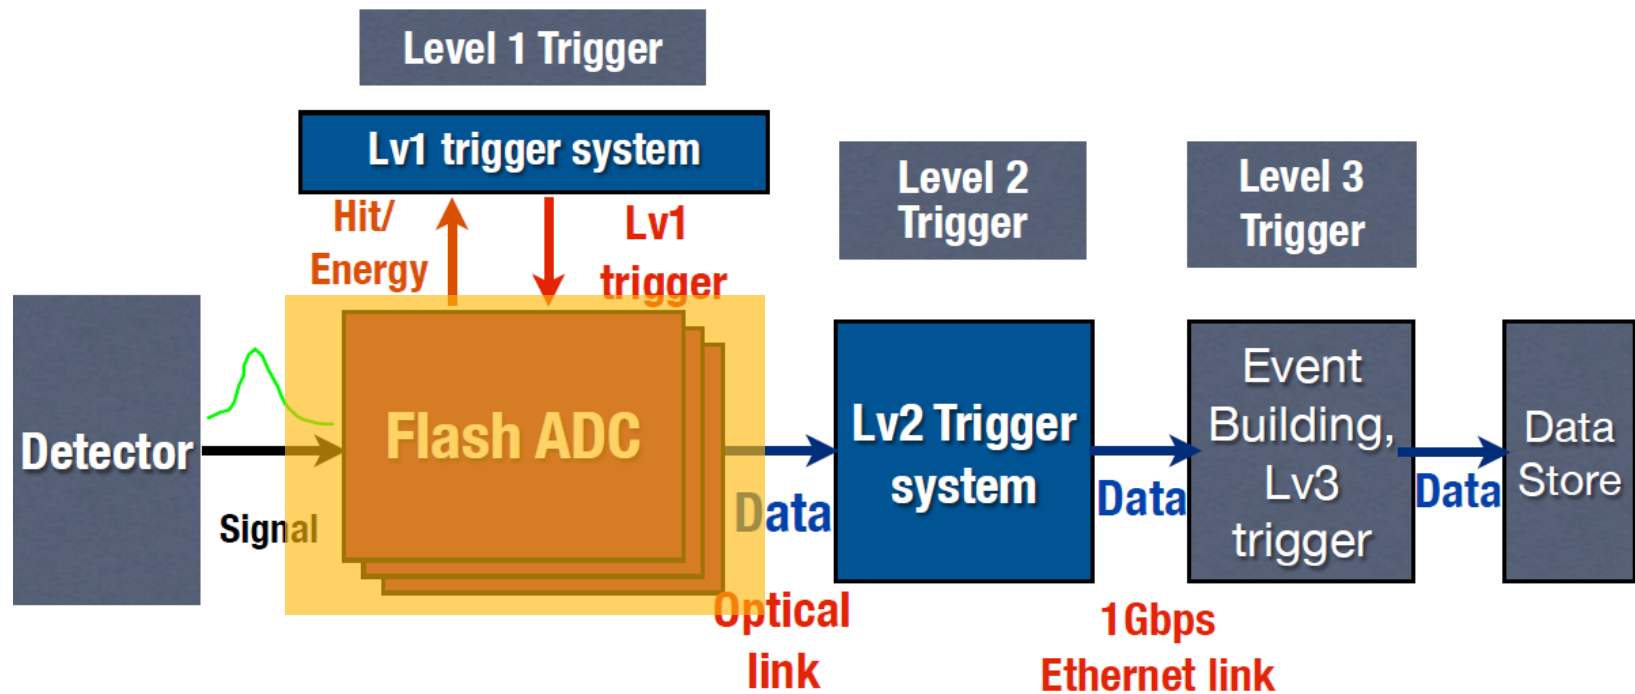 Level 1 Trigger
Lv1 trigger system
Hit/
Energy
Lv1
trigger
Level 2
Trigger
Level 3
Trigger
Detector
Signal
Flash ADC
Data
Optical
link
Lv2 Trigger
system
Data
1Gbps
Ethernet link
Event
Building,
Lv3
trigger
Data
Data
Store